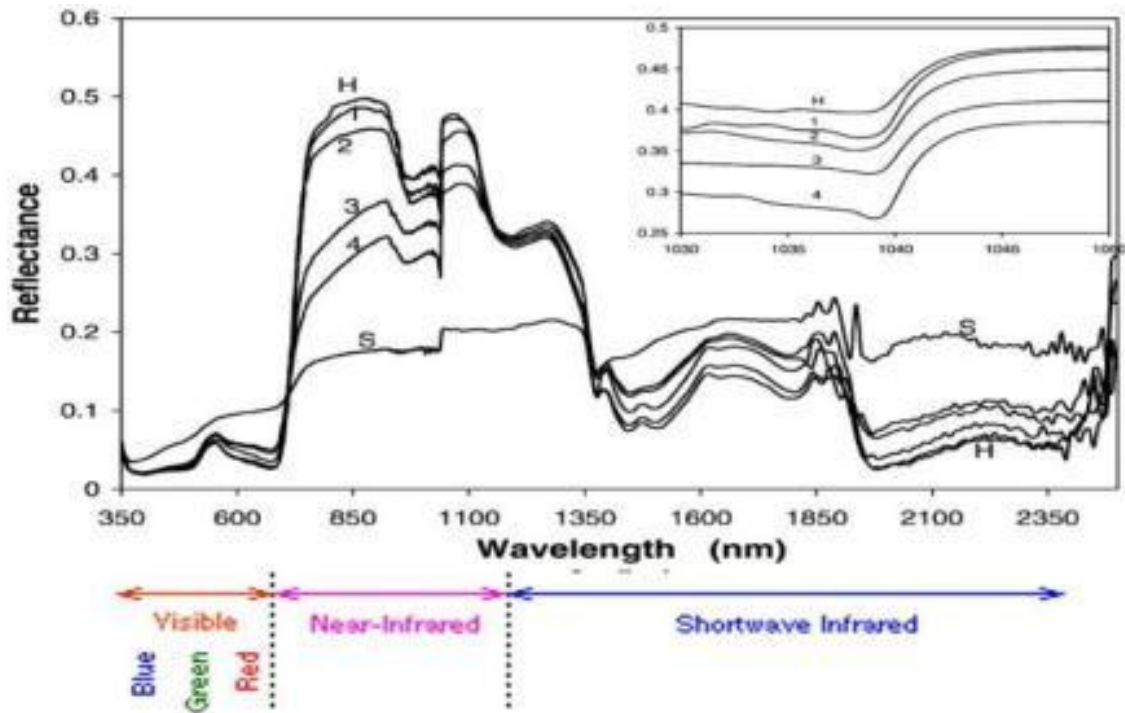 0.6
0.5
0.4
0.3
0.2
0.1
0
Reflectance
H
1
2
3
4
S
S
H
0.5
0.45
0.4
0.35
0.3
0.25
H
1
2
3
4
1030
1035
1040
1045
350
600
850
1100
1350
1600
1850
2100
2350
Wavelength (nm)
Visible
Near-Infrared
Shortwave Infrared
Blue
Green
Red